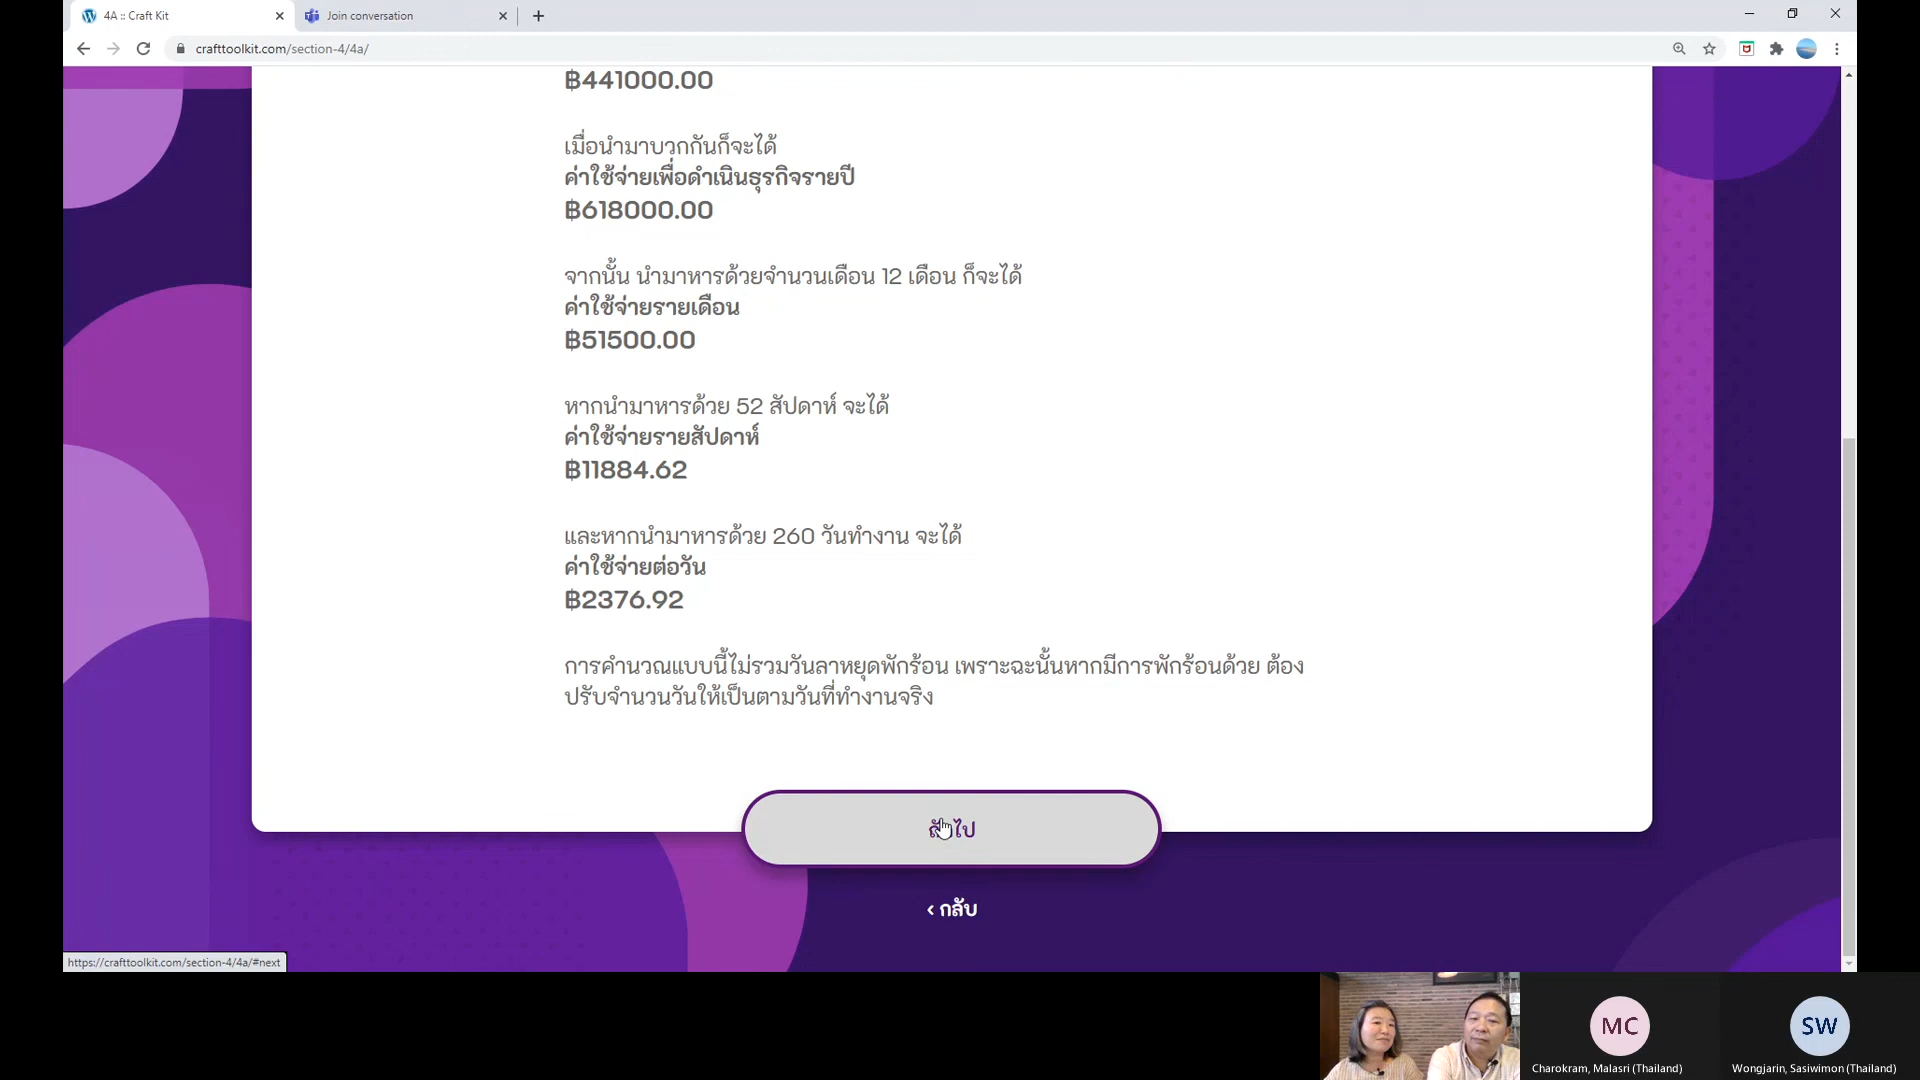 4A :: Craft Kit
Join conversation
crafttoolkit.com/section-4/4a/
฿441000.00
เมื่อนำมาบวกกันก็จะได้
ค่าใช้จ่ายเพื่อดำเนินธุรกิจรายปี
฿618000.00
จากนั้น นำมาหารด้วยจำนวนเดือน 12 เดือน ก็จะได้
ค่าใช้จ่ายรายเดือน
฿51500.00
หากนำมาหารด้วย 52 สัปดาห์ จะได้
ค่าใช้จ่ายรายสัปดาห์
฿11884.62
และหากนำมาหารด้วย 260 วันทำงาน จะได้
ค่าใช้จ่ายต่อวัน
฿2376.92
การคำนวณแบบนี้ไม่รวมวันลาหยุดพักร้อน เพราะฉะนั้นหากมีการพักร้อนด้วย ต้อง
ปรับจำนวนวันให้เป็นตามวันที่ทำงานจริง
‹ กลับ
https://crafttoolkit.com/section-4/4a/#next
MC
SW
Charokram, Malasri (Thailand)
Wongjarin, Sasiwimon (Thailand)